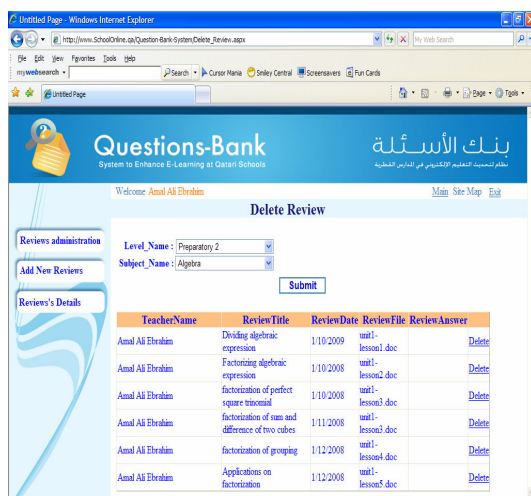 Untitled Page - Windows Internet Explorer
http://www.SchoolOnline.qa/Question-Bank-System/Delete_Review.aspx
My Web Search
File Edit View Favorites Tools Help
mywebsearch Search Cursor Mania Smiley Central Screensavers Fun Cards
Untitled Page
Page Tools
Questions-Bank
بنك الأسئلة
System to Enhance E-Learning at Qatari Schools
نظام لتحديث التعليم الإلكتروني في المدارس القطرية
Welcome Amal Ali Ebrahim
Main Site Map Exit
Delete Review
Reviews administration
Add New Reviews
Reviews's Details
Level_Name : Preparatory 2
Subject_Name : Algebra
Submit
TeacherName ReviewTitle ReviewDate ReviewFile ReviewAnswer
Amal Ali Ebrahim Dividing algebraic expression 1/10/2009 unit1-lesson1.doc Delete
Amal Ali Ebrahim Factorizing algebraic expression 1/10/2008 unit1-lesson2.doc Delete
Amal Ali Ebrahim factorization of perfect square trinomial 1/10/2008 unit1-lesson3.doc Delete
Amal Ali Ebrahim factorization of sum and difference of two cubes 1/11/2008 unit1-lesson3.doc Delete
Amal Ali Ebrahim factorization of grouping 1/12/2008 unit1-lesson4.doc Delete
Amal Ali Ebrahim Applications on factorization 1/12/2008 unit1-lesson5.doc Delete